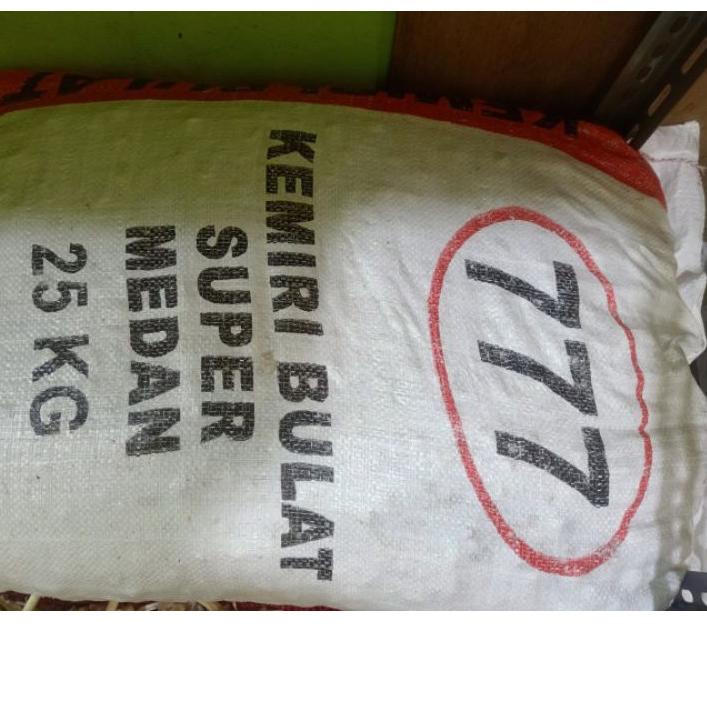 777
KEMIRI BULAT
SUPER
MEDAN
25 KG